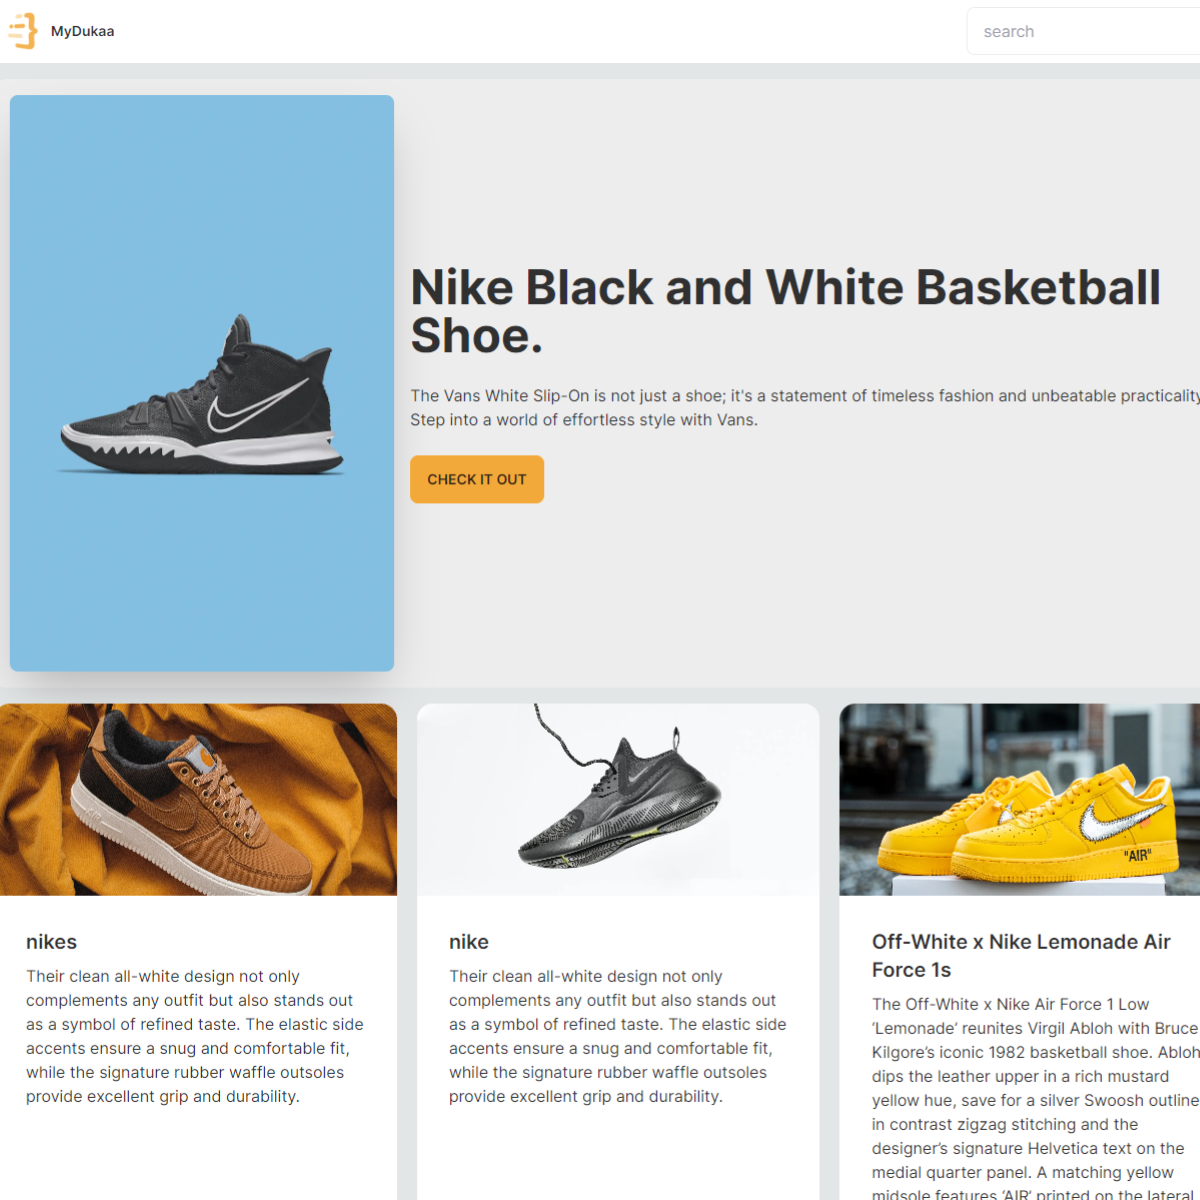 MyDukaa
search
Nike Black and White Basketball
Shoe.
The Vans White Slip-On is not just a shoe; it's a statement of timeless fashion and unbeatable practicality
Step into a world of effortless style with Vans.
CHECK IT OUT
"AIR"
nikes
Their clean all-white design not only
complements any outfit but also stands out
as a symbol of refined taste. The elastic side
accents ensure a snug and comfortable fit,
while the signature rubber waffle outsoles
provide excellent grip and durability.
nike
Their clean all-white design not only
complements any outfit but also stands out
as a symbol of refined taste. The elastic side
accents ensure a snug and comfortable fit,
while the signature rubber waffle outsoles
provide excellent grip and durability.
Off-White x Nike Lemonade Air
Force 1s
The Off-White x Nike Air Force 1 Low
‘Lemonade’ reunites Virgil Abloh with Bruce
Kilgore’s iconic 1982 basketball shoe. Abloh
dips the leather upper in a rich mustard
yellow hue, save for a silver Swoosh outline
in contrast zigzag stitching and the
designer’s signature Helvetica text on the
medial quarter panel. A matching yellow
midsole features ‘AIR’ printed on the lateral